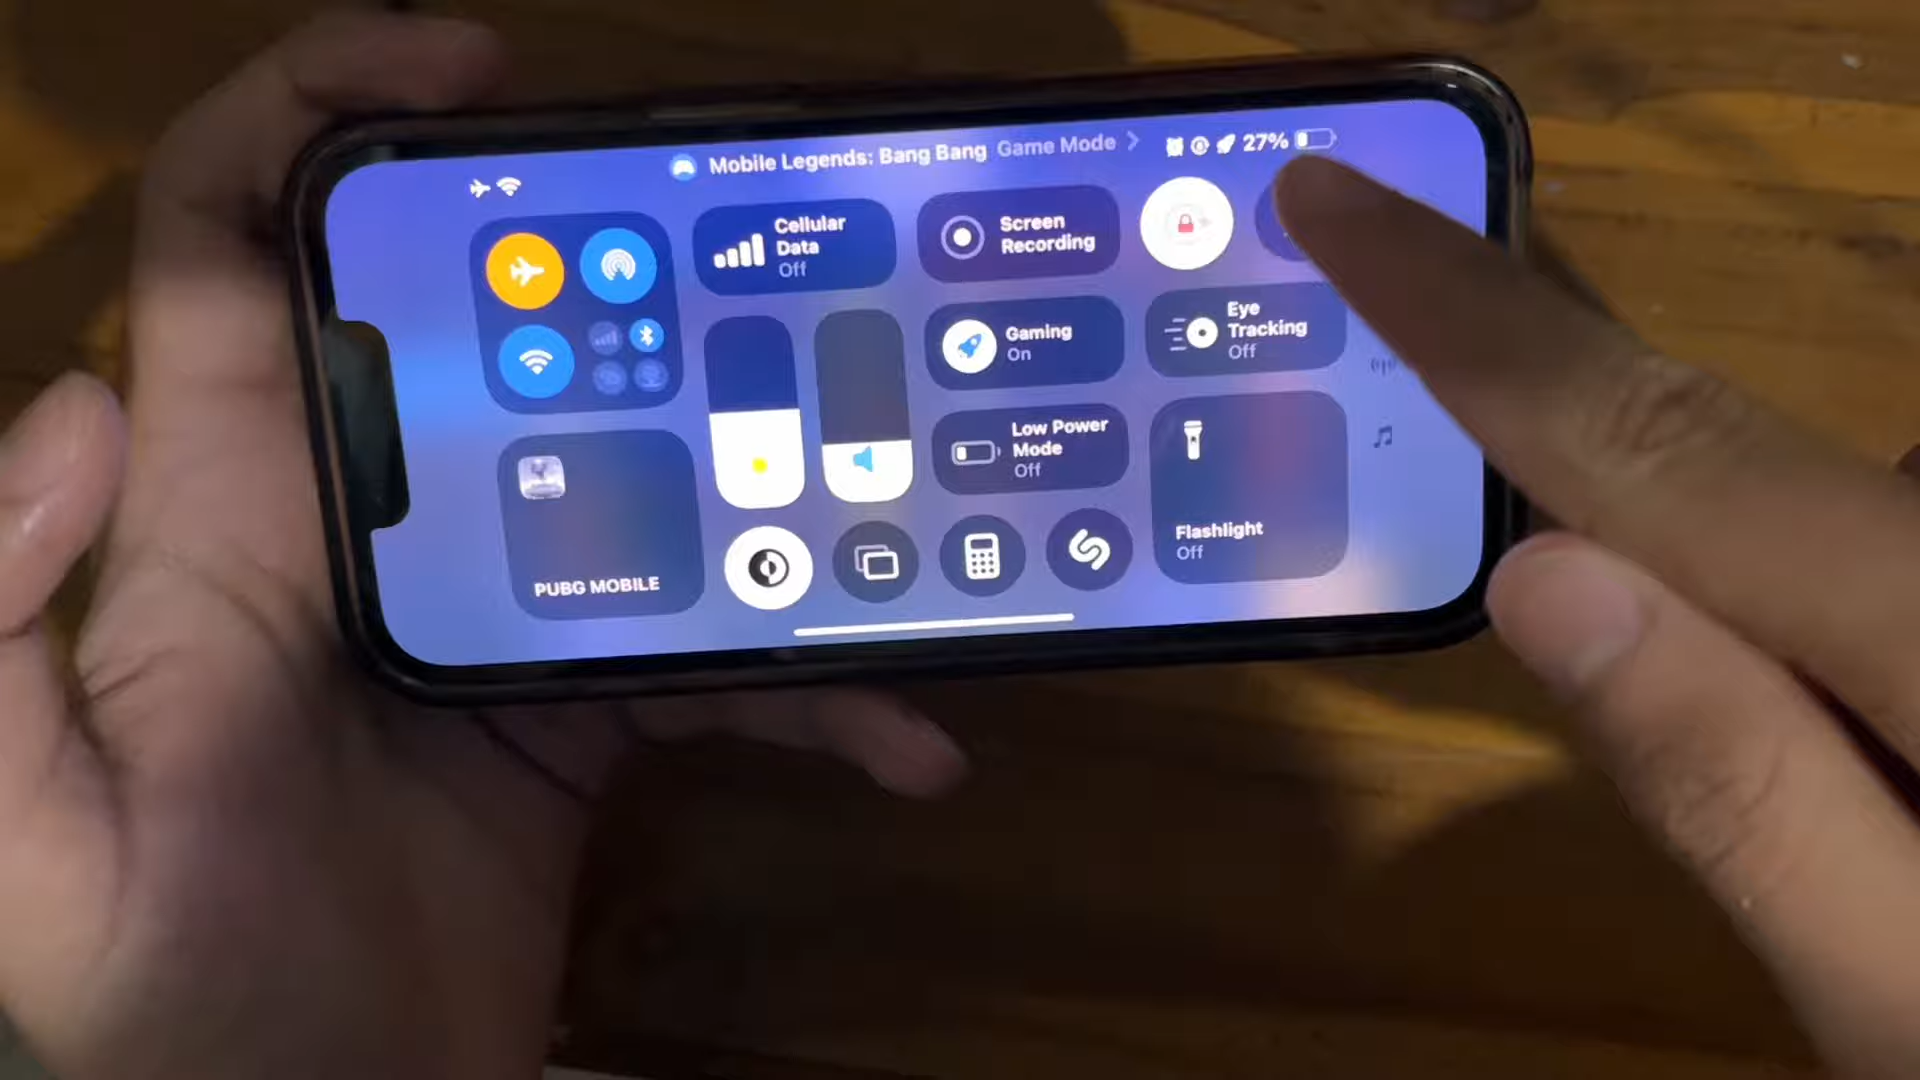 Mobile Legends: Bang Bang Game Mode
27%
Cellular
Data
Off
Screen
Recording
Gaming
On
Eye
Tracking
Off
Low Power
Mode
Off
PUBG MOBILE
Flashlight
Off